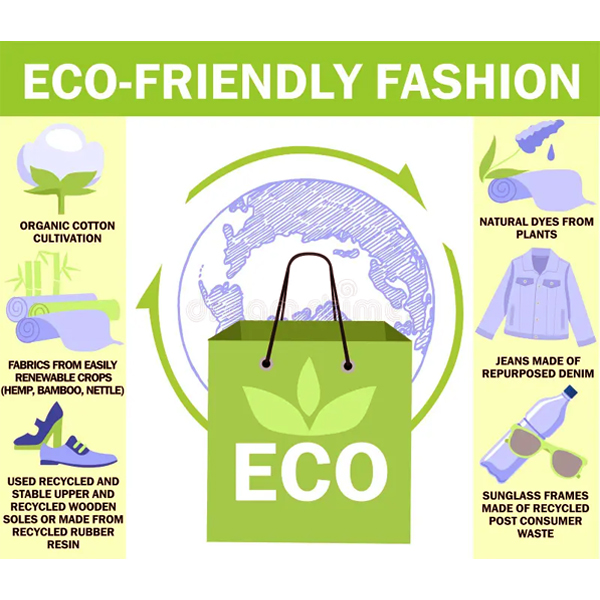 ECO-FRIENDLY FASHION
ORGANIC COTTON
CULTIVATION
FABRICS FROM EASILY
RENEWABLE CROPS
(HEMP, BAMBOO, NETTLE)
USED RECYCLED AND
STABLE UPPER AND
RECYCLED WOODEN
SOLES OR MADE FROM
RECYCLED RUBBER
RESIN
ECO
NATURAL DYES FROM
PLANTS
JEANS MADE OF
REPURPOSED DENIM
SUNGLASS FRAMES
MADE OF RECYCLED
POST CONSUMER
WASTE